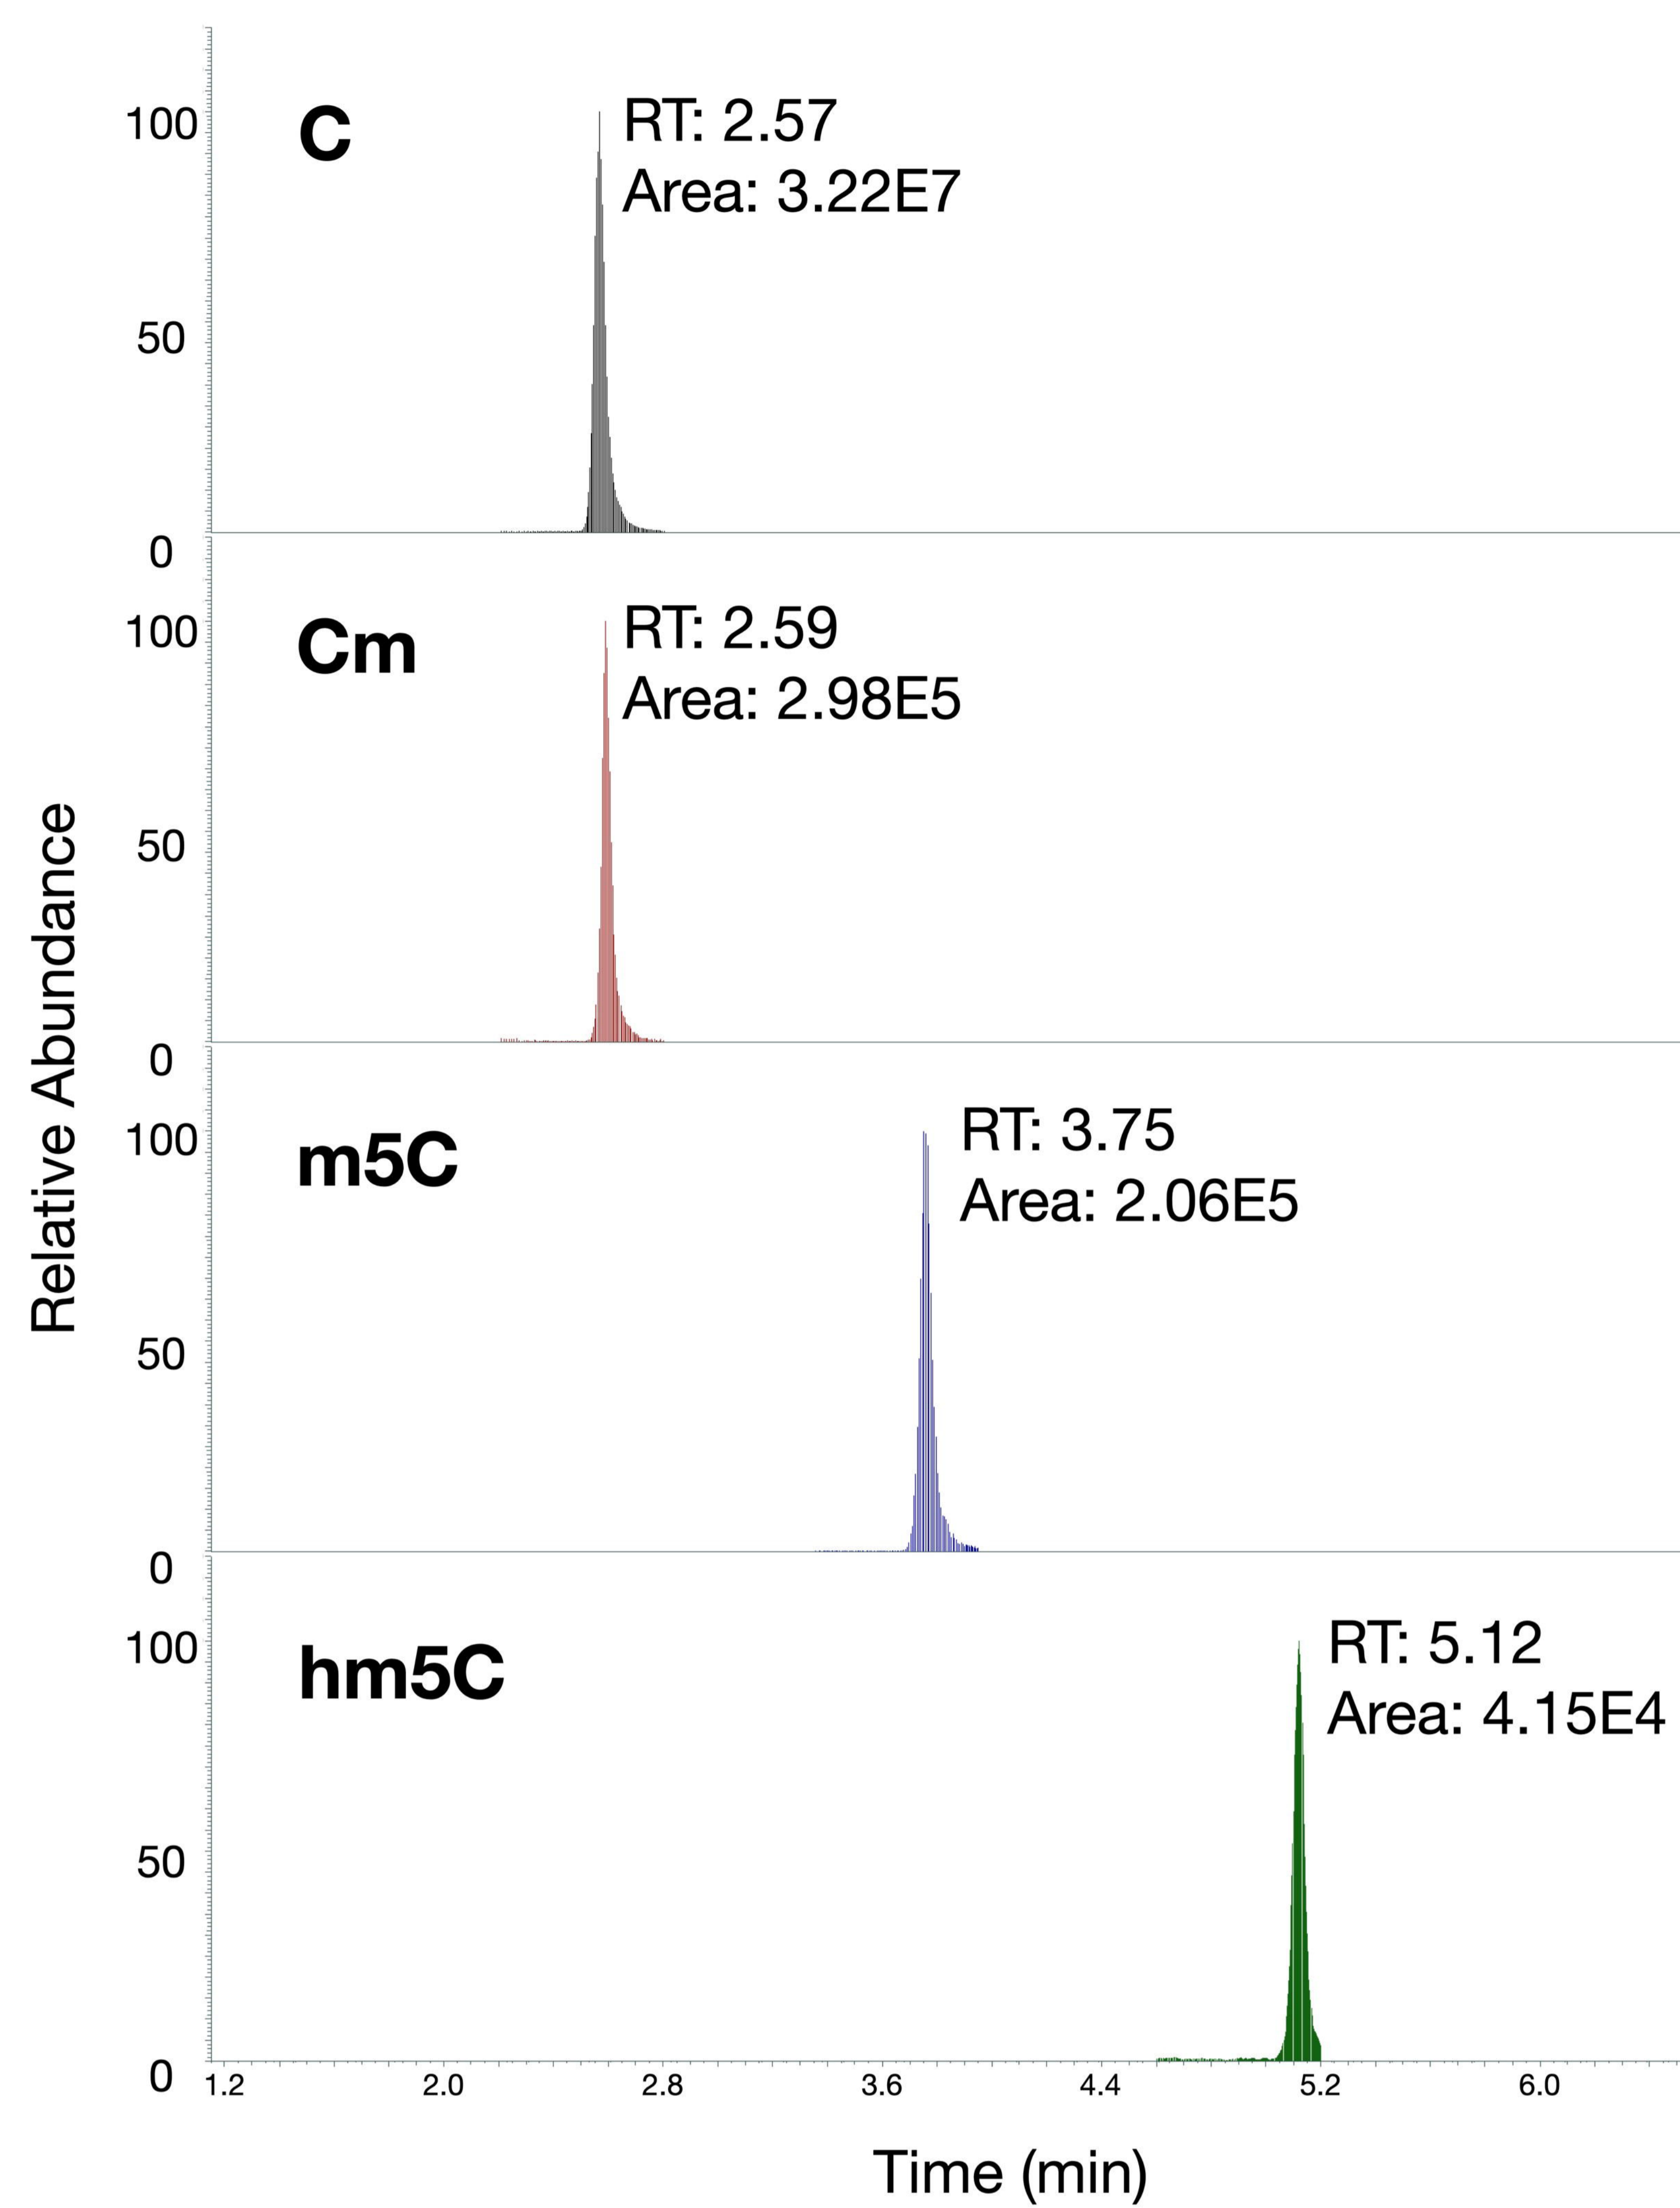 Relative Abundance
100
C
RT: 2.57
Area: 3.22E7
50
0
100
Cm
RT: 2.59
Area: 2.98E5
50
0
100
m5C
RT: 3.75
Area: 2.06E5
50
0
100
hm5C
RT: 5.12
Area: 4.15E4
50
0
1.2 2.0 2.8 3.6 4.4 5.2 6.0
Time (min)